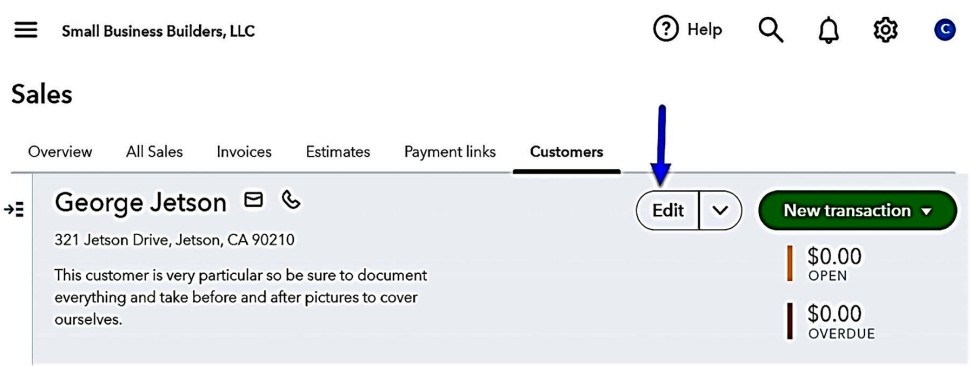 Small Business Builders, LLC
Help
C
Sales
Overview All Sales Invoices Estimates Payment links Customers
George Jetson
Edit
New transaction
321 Jetson Drive, Jetson, CA 90210
This customer is very particular so be sure to document
everything and take before and after pictures to cover
ourselves.
$0.00
OPEN
$0.00
OVERDUE